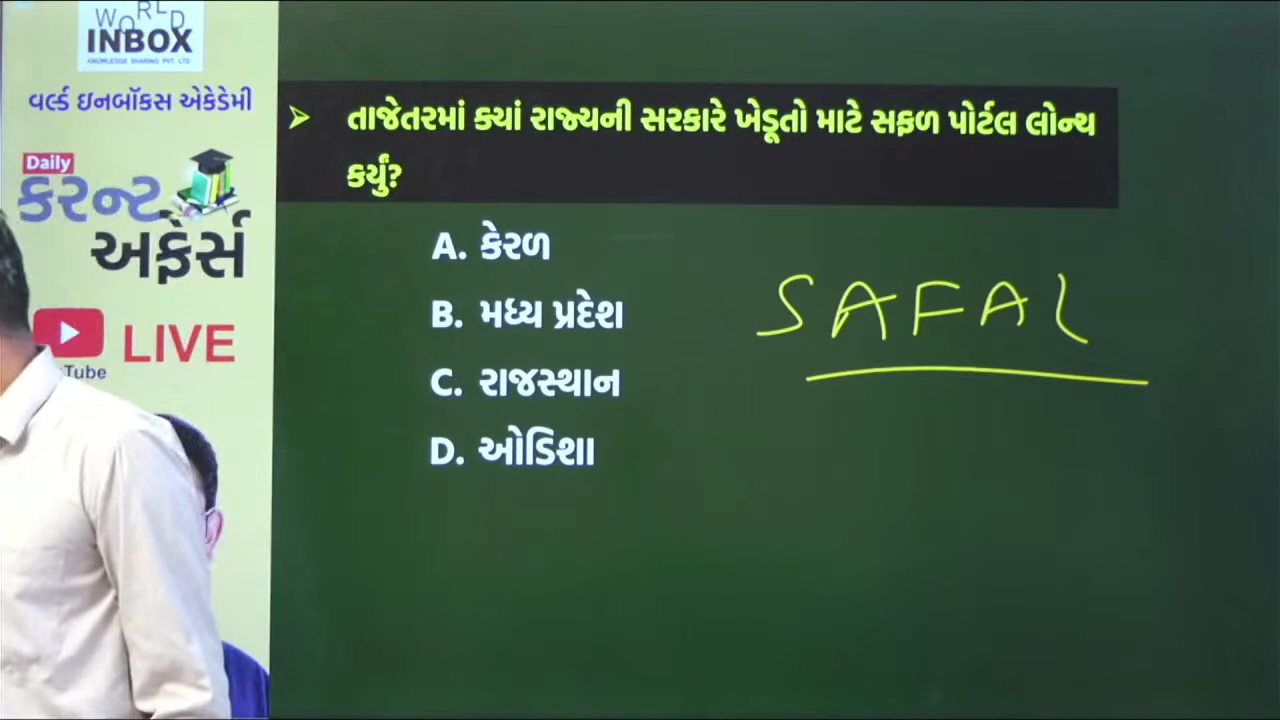 WORLD
INBOX
KNOWLEDGE SHARING PVT. LTD
વર્લ્ડ ઇનબૉકસ એકેડેમી
Daily
કરન્ટ
અફેર્સ
LIVE
Tube
➤ તાજેતરમાં ક્યાં રાજ્યની સરકારે ખેડૂતો માટે સફળ પોર્ટલ લોન્થ
કર્યું?
A. કેરળ
B. મધ્ય પ્રદેશ
C. રાજસ્થાન
D. ઓડિશા
SAFAL